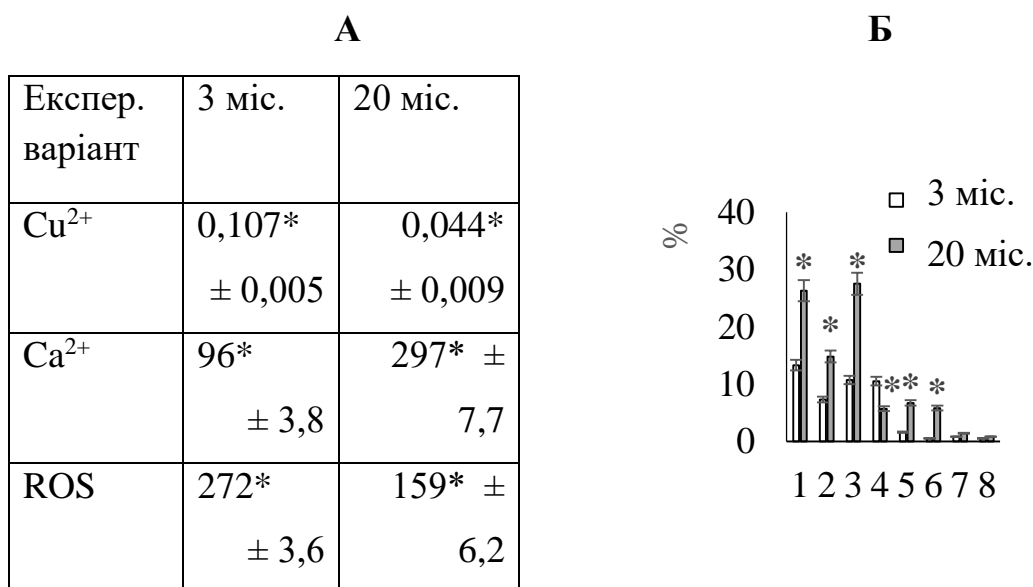 А
Б
Експер. варіант
3 міс.
20 міс.
Cu²⁺
0,107* ± 0,005
0,044* ± 0,009
Ca²⁺
96* ± 3,8
297* ± 7,7
ROS
272* ± 3,6
159* ± 6,2
%
40
30
20
10
0
* * * * * *
3 міс.
20 міс.
1 2 3 4 5 6 7 8